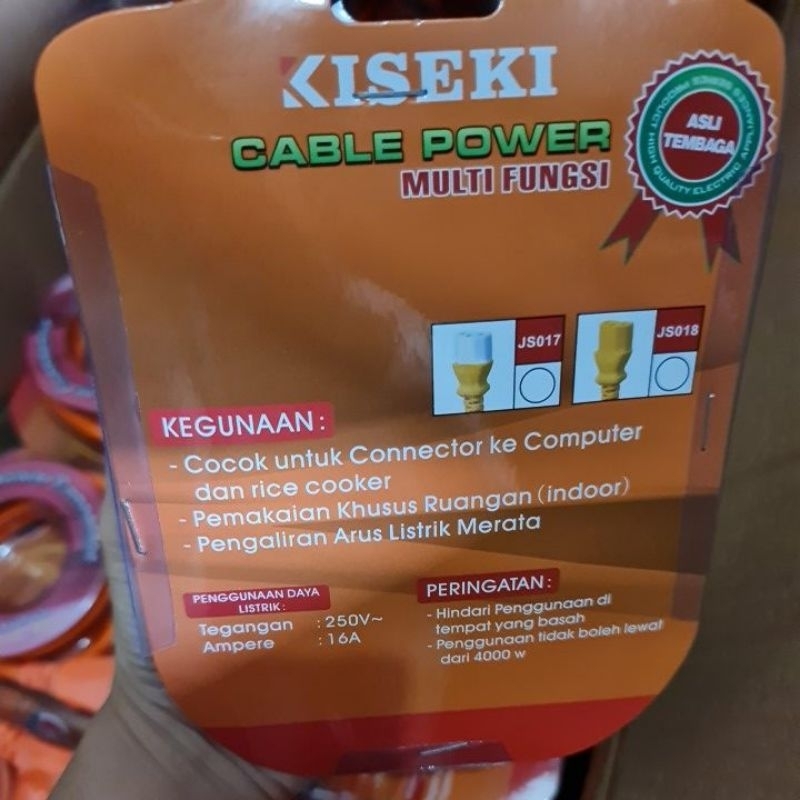 KISEKI
CABLE POWER
MULTI FUNGSI
ASLI
TEMBAGA
PRODUCT HIGH QUALITY ELECTRIC APPLIANCES
JS017
JS018
KEGUNAAN :
- Cocok untuk Connector ke Computer
dan rice cooker
- Pemakaian Khusus Ruangan (indoor)
- Pengaliran Arus Listrik Merata
PENGGUNAAN DAYA
LISTRIK :
Tegangan : 250V~
Ampere : 16A
PERINGATAN :
- Hindari Penggunaan di
tempat yang basah
- Penggunaan tidak boleh lewat
dari 4000 w